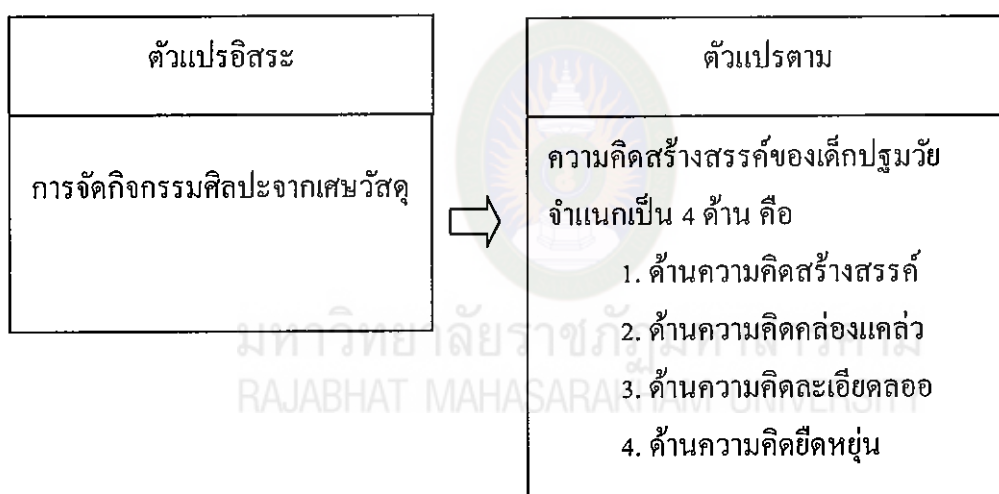 ตัวแปรอิสระ
การจัดกิจกรรมศิลปะจากเศษวัสดุ
ตัวแปรตาม
ความคิดสร้างสรรค์ของเด็กปฐมวัย
จำแนกเป็น 4 ด้าน คือ
1. ด้านความคิดสร้างสรรค์
2. ด้านความคิดคล่องแคล่ว
3. ด้านความคิดละเอียดลออ
4. ด้านความคิดยืดหยุ่น
มหาวิทยาลัยราชภัฏมหาสารคาม
RAJABHAT MAHASARAKHAM UNIVERSITY